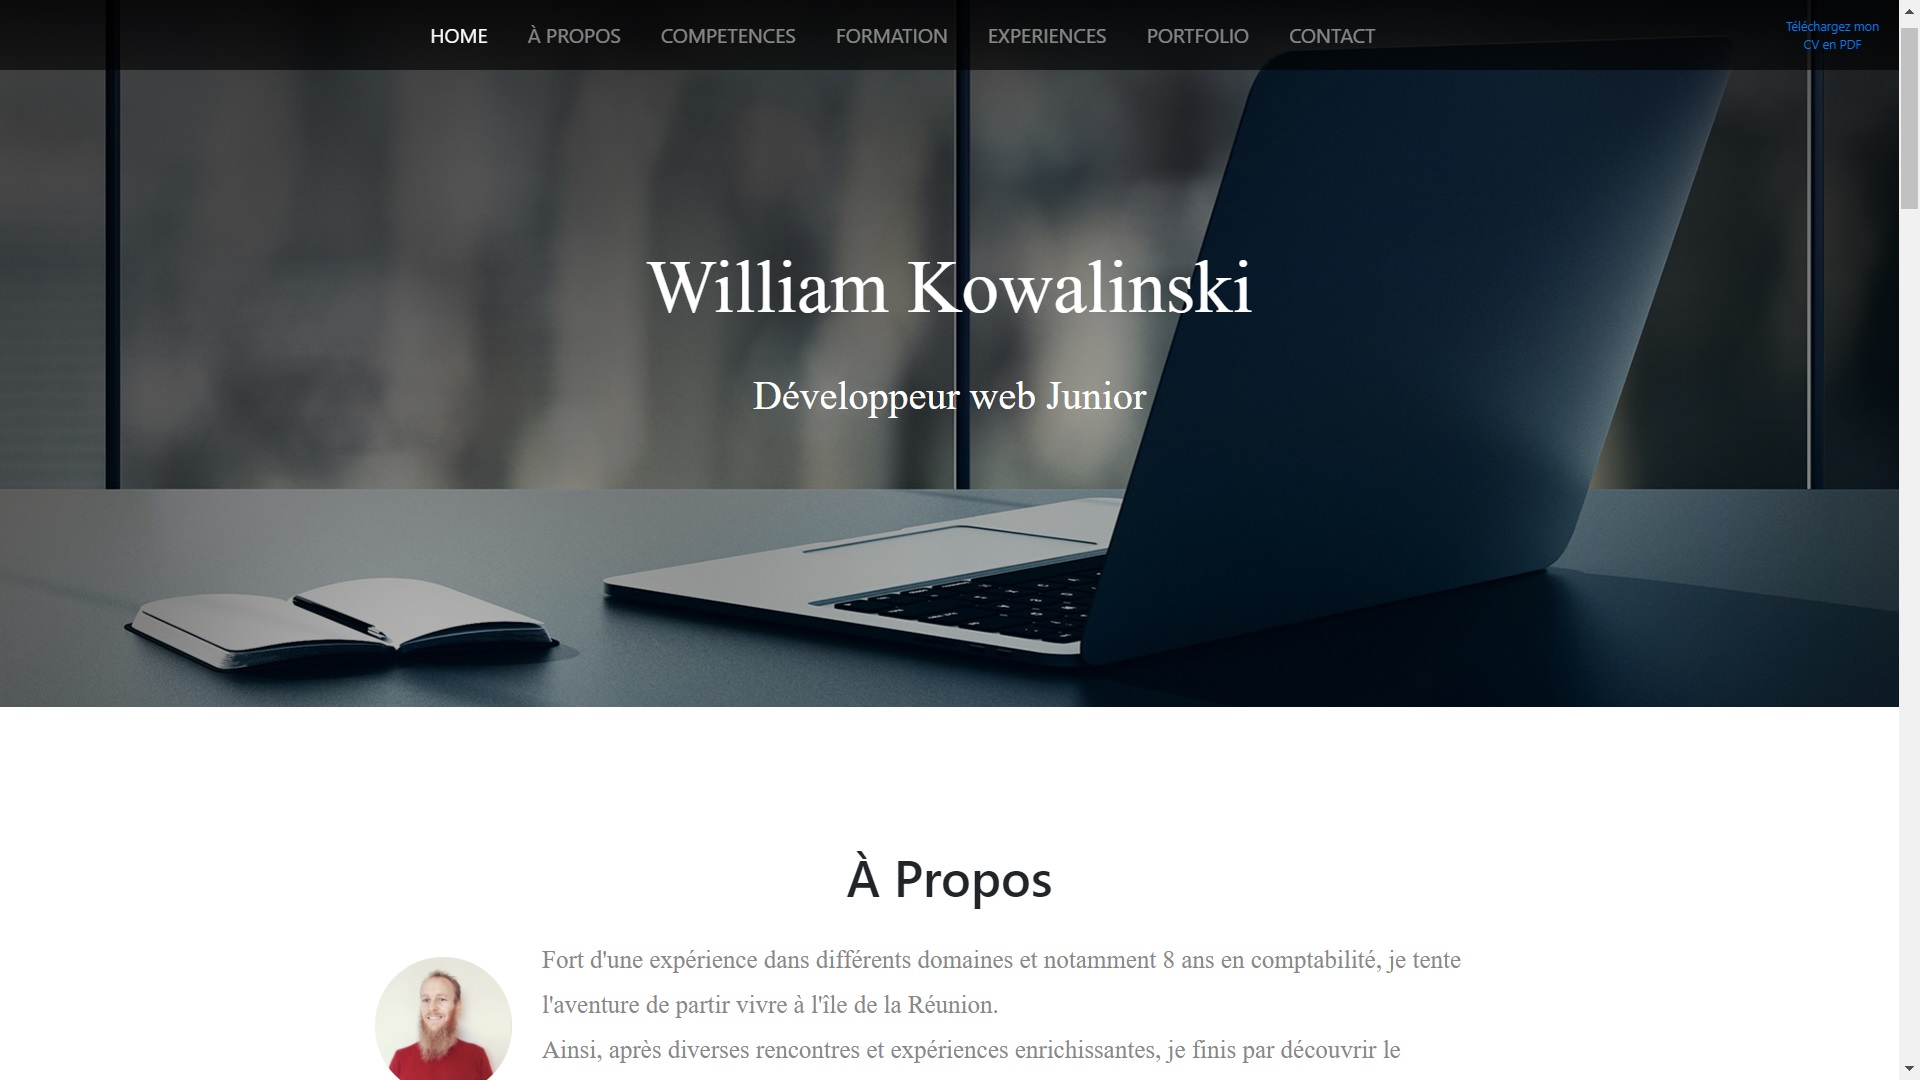 HOME À PROPOS COMPETENCES FORMATION EXPERIENCES PORTFOLIO CONTACT
Téléchargez mon
CV en PDF
William Kowalinski
Développeur web Junior
À Propos
Fort d'une expérience dans différents domaines et notamment 8 ans en comptabilité, je tente
l'aventure de partir vivre à l'île de la Réunion.
Ainsi, après diverses rencontres et expériences enrichissantes, je finis par découvrir le